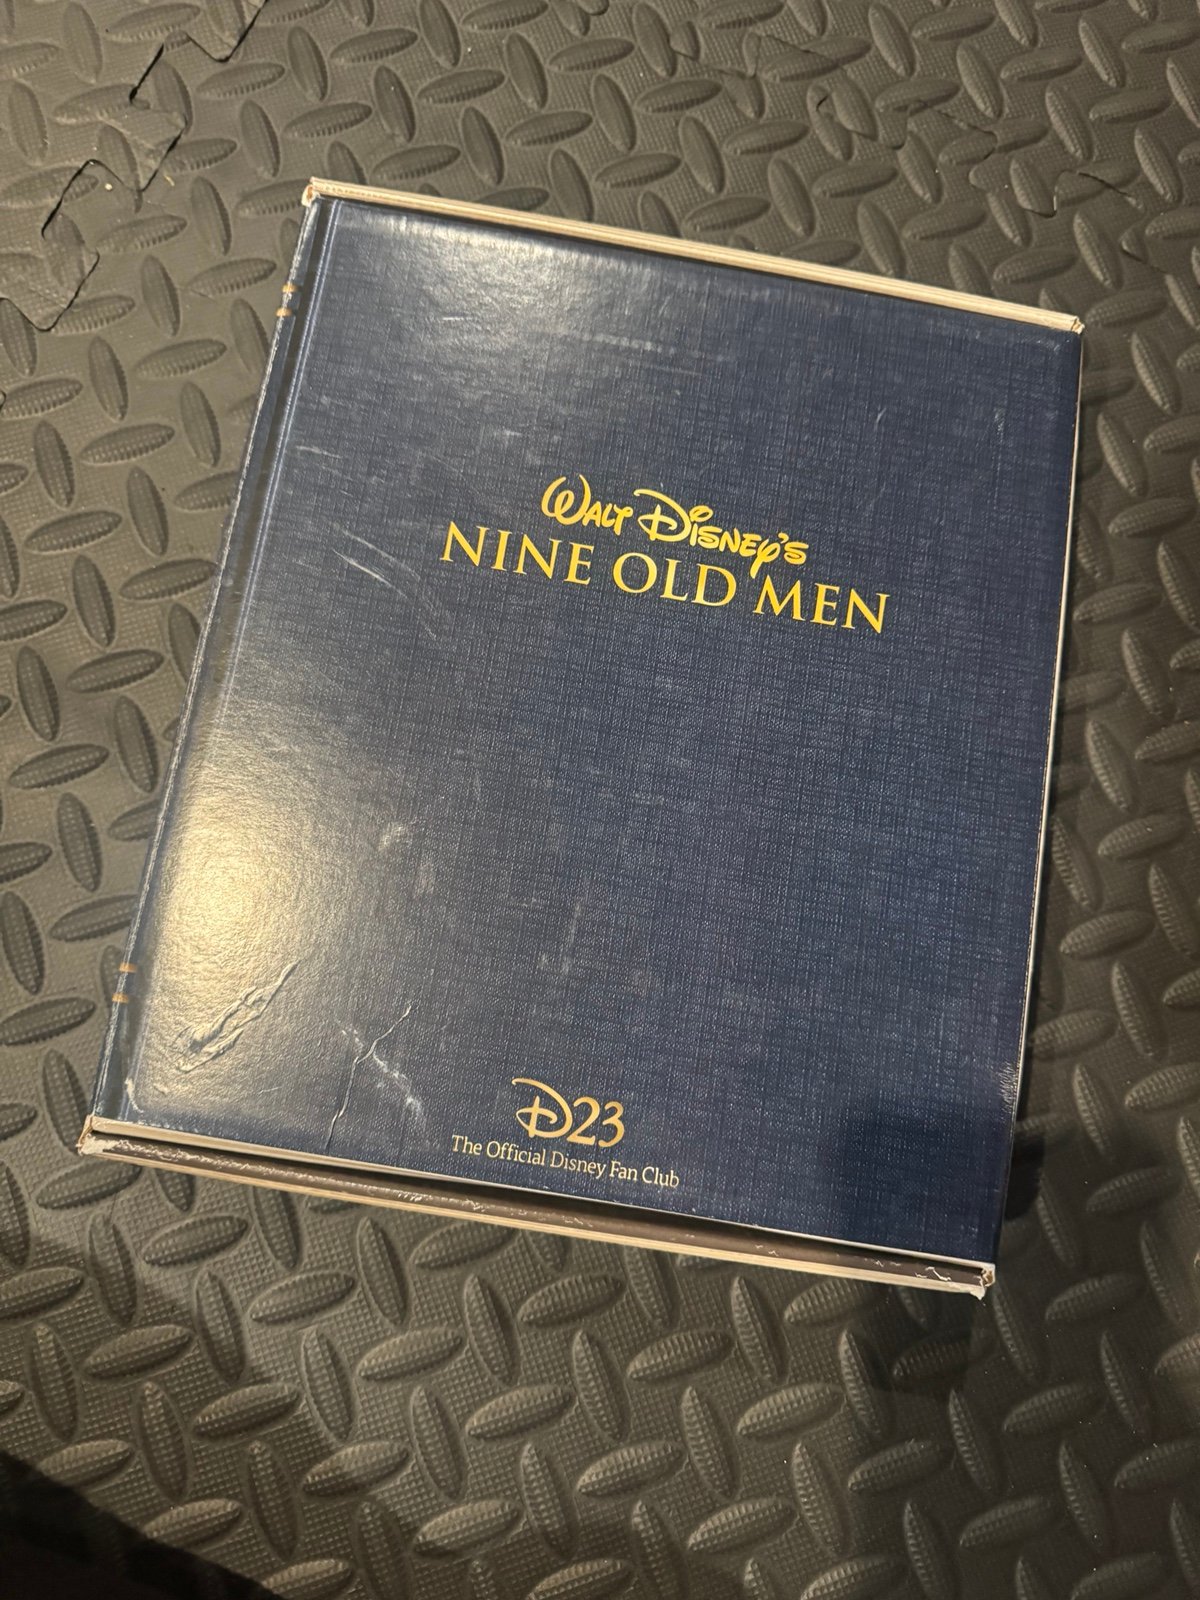 Walt Disney's
NINE OLD MEN
D23
The Official Disney Fan Club